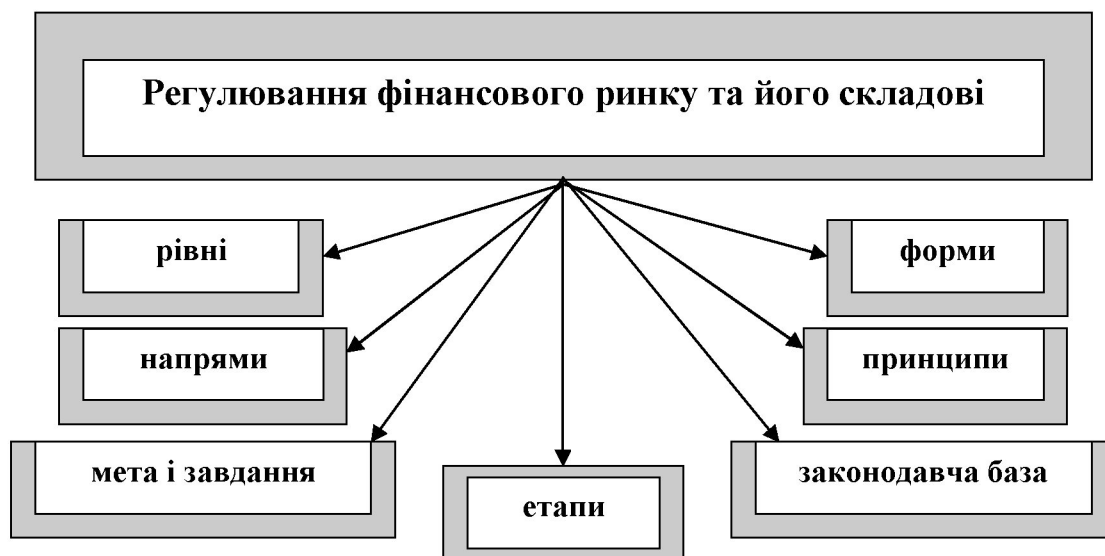 Регулювання фінансового ринку та його складові
рівні
форми
напрями
принципи
мета і завдання
законодавча база
етапи